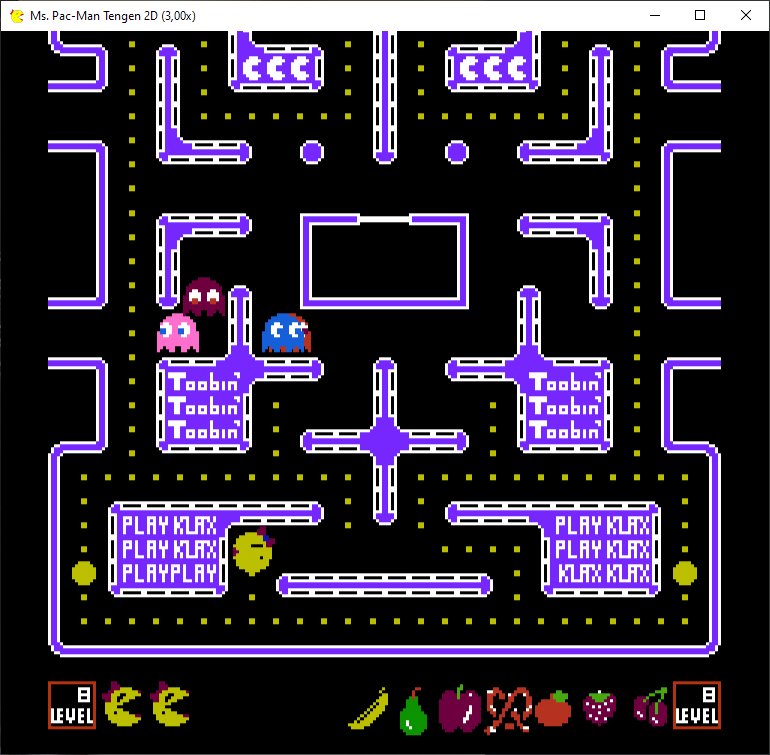 Ms. Pac-Man Tengen 2D (3,00x)
Toobin' Toobin'
Toobin' Toobin'
Toobin' Toobin'
PLAY KLAX PLAY KLAX
PLAY KLAX PLAY KLAX
PLAYPLAY KLAX KLAX
8 8
LEVEL LEVEL